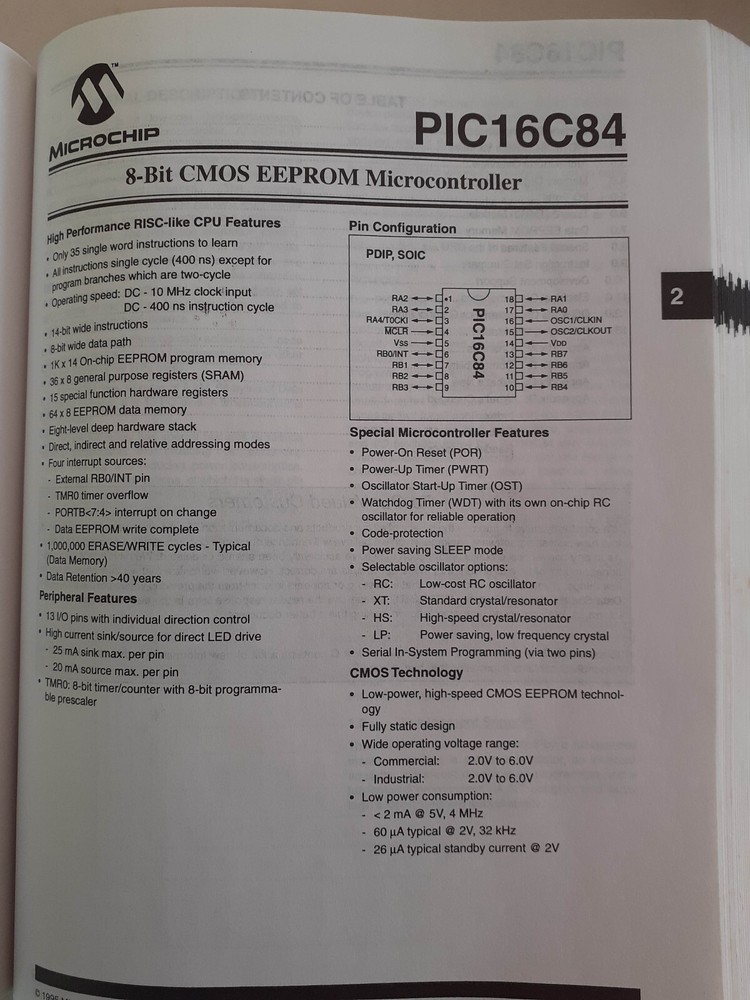 TM
MICROCHIP
PIC16C84
8-Bit CMOS EEPROM Microcontroller
High Performance RISC-like CPU Features
• Only 35 single word instructions to learn
• All instructions single cycle (400 ns) except for
program branches which are two-cycle
• Operating speed: DC - 10 MHz clock input
DC - 400 ns instruction cycle
• 14-bit wide instructions
• 8-bit wide data path
• 1K x 14 On-chip EEPROM program memory
• 36 x 8 general purpose registers (SRAM)
• 15 special function hardware registers
• 64 x 8 EEPROM data memory
• Eight-level deep hardware stack
• Direct, indirect and relative addressing modes
• Four interrupt sources:
- External RB0/INT pin
- TMR0 timer overflow
- PORTB<7:4> interrupt on change
- Data EEPROM write complete
• 1,000,000 ERASE/WRITE cycles - Typical
(Data Memory)
• Data Retention >40 years
Peripheral Features
• 13 I/O pins with individual direction control
• High current sink/source for direct LED drive
- 25 mA sink max. per pin
- 20 mA source max. per pin
• TMR0: 8-bit timer/counter with 8-bit programma-
ble prescaler
Pin Configuration
PDIP, SOIC
RA2 •1 18 RA1
RA3 2 17 RA0
RA4/T0CKI 3 16 OSC1/CLKIN
MCLR 4 15 OSC2/CLKOUT
VSS 5 14 VDD
RB0/INT 6 13 RB7
RB1 7 12 RB6
RB2 8 11 RB5
RB3 9 10 RB4
PIC16C84
Special Microcontroller Features
• Power-On Reset (POR)
• Power-Up Timer (PWRT)
• Oscillator Start-Up Timer (OST)
• Watchdog Timer (WDT) with its own on-chip RC
oscillator for reliable operation
• Code-protection
• Power saving SLEEP mode
• Selectable oscillator options:
- RC: Low-cost RC oscillator
- XT: Standard crystal/resonator
- HS: High-speed crystal/resonator
- LP: Power saving, low frequency crystal
• Serial In-System Programming (via two pins)
CMOS Technology
• Low-power, high-speed CMOS EEPROM technol-
ogy
• Fully static design
• Wide operating voltage range:
- Commercial: 2.0V to 6.0V
- Industrial: 2.0V to 6.0V
• Low power consumption:
- < 2 mA @ 5V, 4 MHz
- 60 µA typical @ 2V, 32 kHz
- 26 µA typical standby current @ 2V
2
© 1995